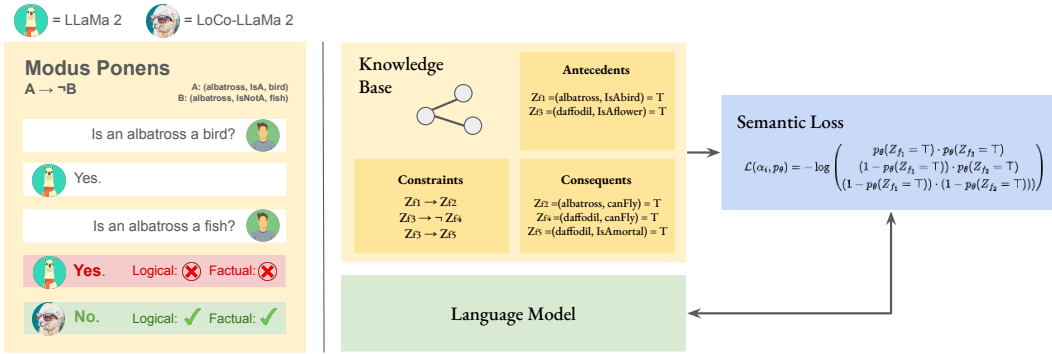 = LLaMa 2
= LoCo-LLaMa 2
Modus Ponens
A → ¬B
A: (albatross, IsA, bird)
B: (albatross, IsNotA, fish)
Is an albatross a bird?
Yes.
Is an albatross a fish?
Yes. Logical: Factual:
No. Logical: Factual:
Knowledge
Base
Antecedents
Zf1 =(albatross, IsAbird) = T
Zf3 =(daffodil, IsAflower) = T
Constraints
Zf1 → Zf2
Zf3 → ¬ Zf4
Zf3 → Zf5
Consequents
Zf2 =(albatross, canFly) = T
Zf4 =(daffodil, canFly) = T
Zf5 =(daffodil, IsAmortal) = T
Language Model
Semantic Loss
pθ(Zf₁ = ⊤) · pθ(Zf₂ = ⊤)
L(αᵢ, pθ) = − log ( (1 − pθ(Zf₁ = ⊤)) · pθ(Zf₂ = ⊤) )
(1 − pθ(Zf₁ = ⊤)) · (1 − pθ(Zf₂ = ⊤)))